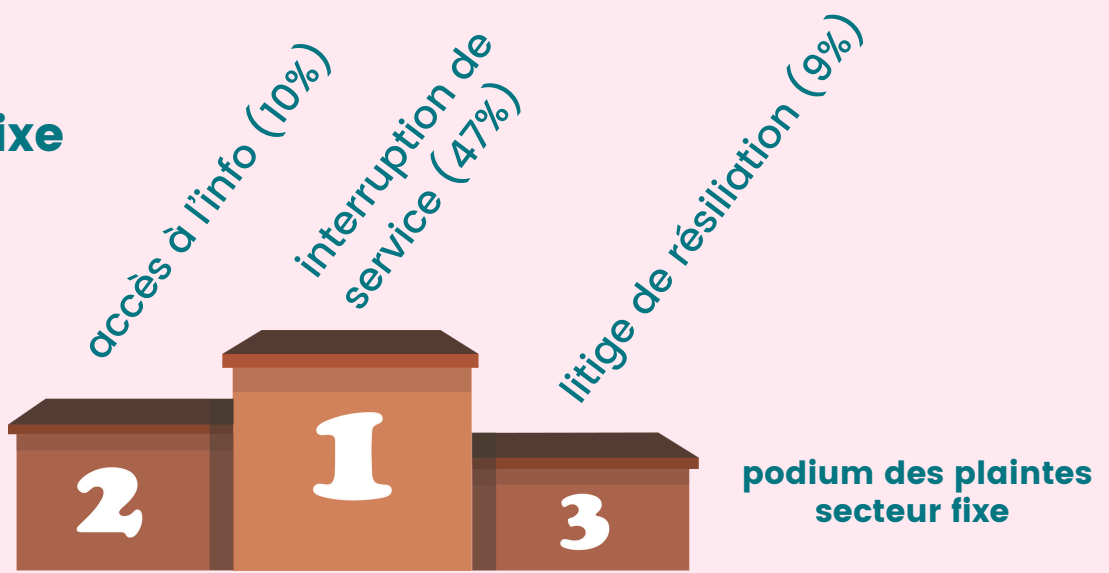 ixe
accès à l'info (10%)
interruption de
service (47%)
litige de résiliation (9%)
2
1
3
podium des plaintes
secteur fixe